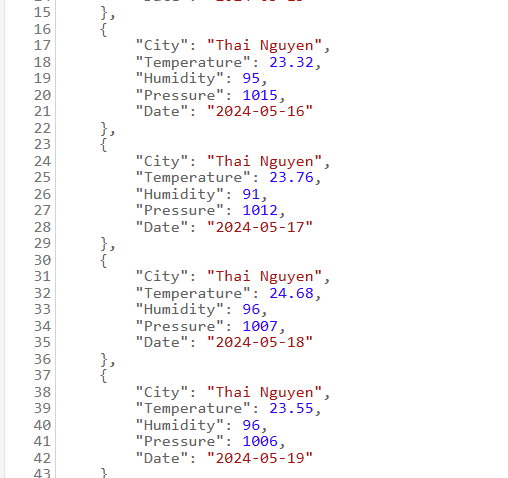 15 },
16 {
17 "City": "Thai Nguyen",
18 "Temperature": 23.32,
19 "Humidity": 95,
20 "Pressure": 1015,
21 "Date": "2024-05-16"
22 },
23 {
24 "City": "Thai Nguyen",
25 "Temperature": 23.76,
26 "Humidity": 91,
27 "Pressure": 1012,
28 "Date": "2024-05-17"
29 },
30 {
31 "City": "Thai Nguyen",
32 "Temperature": 24.68,
33 "Humidity": 96,
34 "Pressure": 1007,
35 "Date": "2024-05-18"
36 },
37 {
38 "City": "Thai Nguyen",
39 "Temperature": 23.55,
40 "Humidity": 96,
41 "Pressure": 1006,
42 "Date": "2024-05-19"
43 }